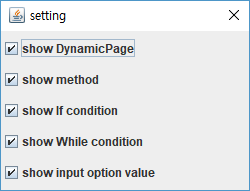 setting
show DynamicPage
show method
show If condition
show While condition
show input option value